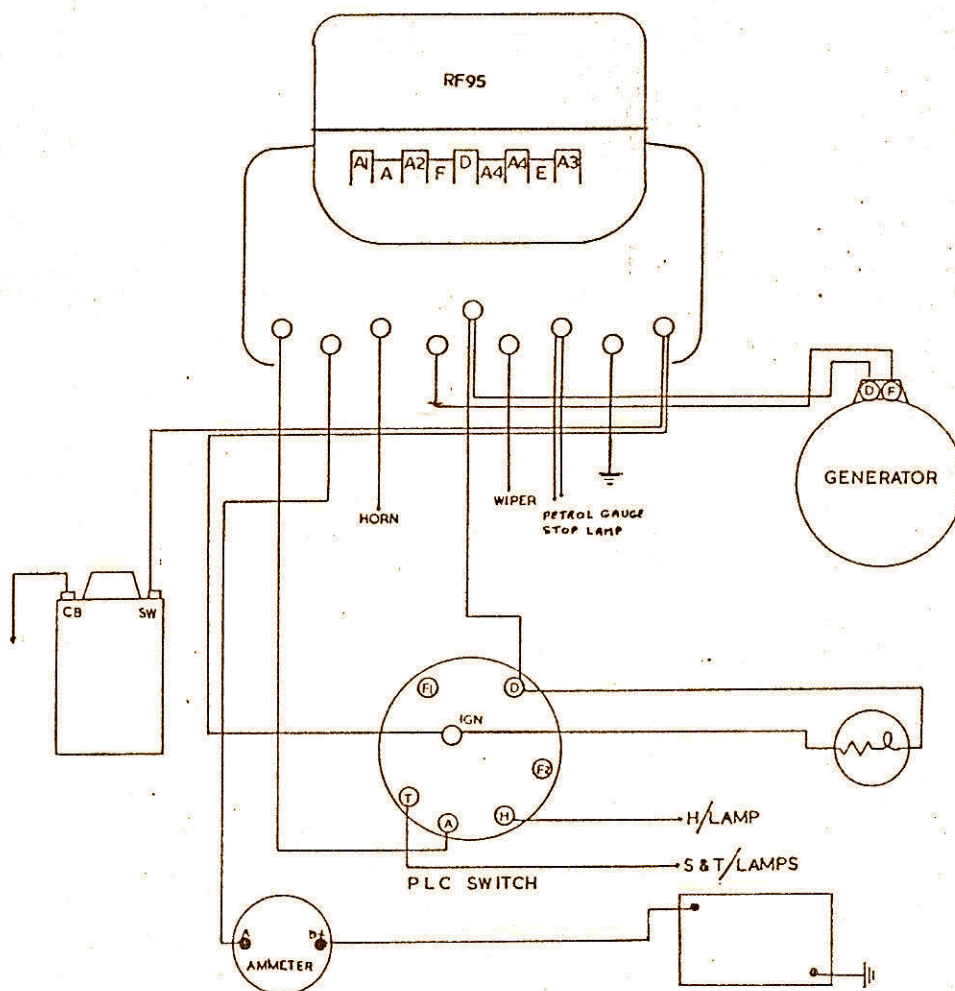 RF95
A1 A A2 F D A4 A4 E A3
D F
GENERATOR
HORN
WIPER
PETROL GAUGE
STOP LAMP
CB SW
F1 D
IGN
F2
T A H
H/LAMP
S & T/LAMPS
PLC SWITCH
A B+
AMMETER